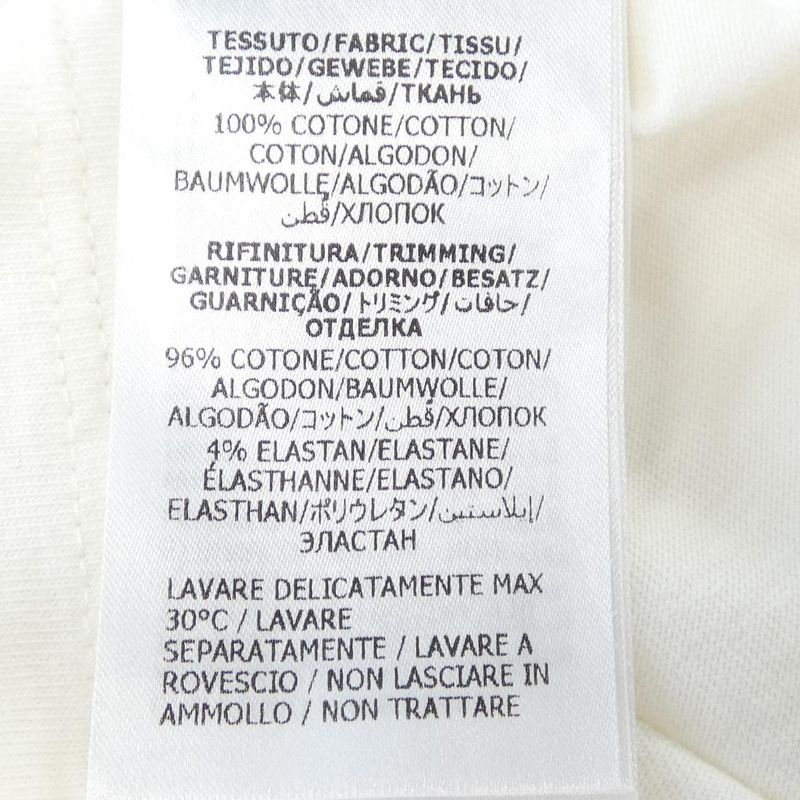 TESSUTO/FABRIC/TISSU/
TEJIDO/GEWEBE/TECIDO/
本体/قماش/ТКАНЬ
100% COTONE/COTTON/
COTON/ALGODON/
BAUMWOLLE/ALGODÃO/コットン/
قطن/ХЛОПОК
RIFINITURA/TRIMMING/
GARNITURE/ADORNO/BESATZ/
GUARNIÇÃO/トリミング/حافات/
ОТДЕЛКА
96% COTONE/COTTON/COTON/
ALGODON/BAUMWOLLE/
ALGODÃO/コットン/قطن/ХЛОПОК
4% ELASTAN/ELASTANE/
ÉLASTHANNE/ELASTANO/
ELASTHAN/ポリウレタン/إيلاستين/
ЭЛАСТАН
LAVARE DELICATAMENTE MAX
30°C / LAVARE
SEPARATAMENTE / LAVARE A
ROVESCIO / NON LASCIARE IN
AMMOLLO / NON TRATTARE